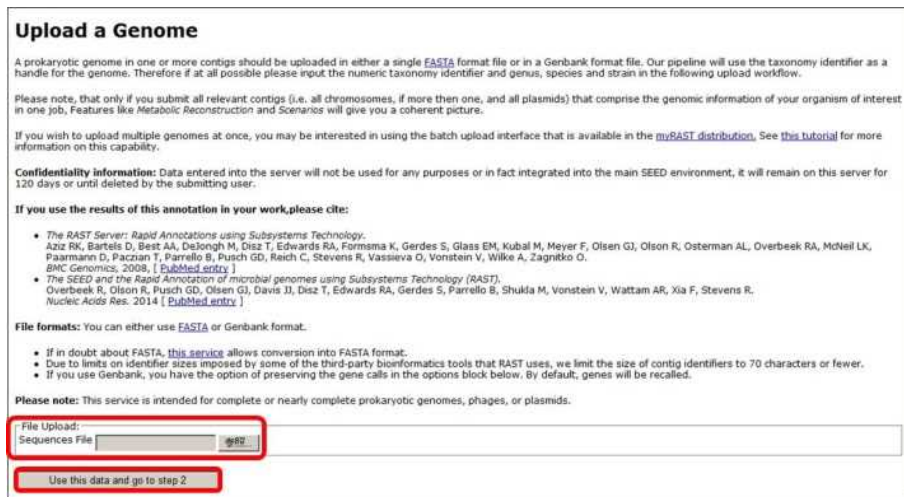 Upload a Genome
A prokaryotic genome in one or more contigs should be uploaded in either a single FASTA format file or in a Genbank format file. Our pipeline will use the taxonomy identifier as a
handle for the genome. Therefore if at all possible please input the numeric taxonomy identifier and genus, species and strain in the following upload workflow.
Please note, that only if you submit all relevant contigs (i.e. all chromosomes, if more then one, and all plasmids) that comprise the genomic information of your organism of interest
in one job, Features like Metabolic Reconstruction and Scenarios will give you a coherent picture.
If you wish to upload multiple genomes at once, you may be interested in using the batch upload interface that is available in the myRAST distribution. See this tutorial for more
information on this capability.
Confidentiality information: Data entered into the server will not be used for any purposes or in fact integrated into the main SEED environment, it will remain on this server for
120 days or until deleted by the submitting user.
If you use the results of this annotation in your work,please cite:
• The RAST Server: Rapid Annotations using Subsystems Technology.
Aziz RK, Bartels D, Best AA, DeJongh M, Disz T, Edwards RA, Formsma K, Gerdes S, Glass EM, Kubal M, Meyer F, Olsen GJ, Olson R, Osterman AL, Overbeek RA, McNeil LK,
Paarmann D, Paczian T, Parrello B, Pusch GD, Reich C, Stevens R, Vassieva O, Vonstein V, Wilke A, Zagnitko O.
BMC Genomics, 2008, [ PubMed entry ]
• The SEED and the Rapid Annotation of microbial genomes using Subsystems Technology (RAST).
Overbeek R, Olson R, Pusch GD, Olsen GJ, Davis JJ, Disz T, Edwards RA, Gerdes S, Parrello B, Shukla M, Vonstein V, Wattam AR, Xia F, Stevens R.
Nucleic Acids Res. 2014 [ PubMed entry ]
File formats: You can either use FASTA or Genbank format.
• If in doubt about FASTA, this service allows conversion into FASTA format.
• Due to limits on identifier sizes imposed by some of the third-party bioinformatics tools that RAST uses, we limit the size of contig identifiers to 70 characters or fewer.
• If you use Genbank, you have the option of preserving the gene calls in the options block below. By default, genes will be recalled.
Please note: This service is intended for complete or nearly complete prokaryotic genomes, phages, or plasmids.
File Upload:
Sequences File
Use this data and go to step 2